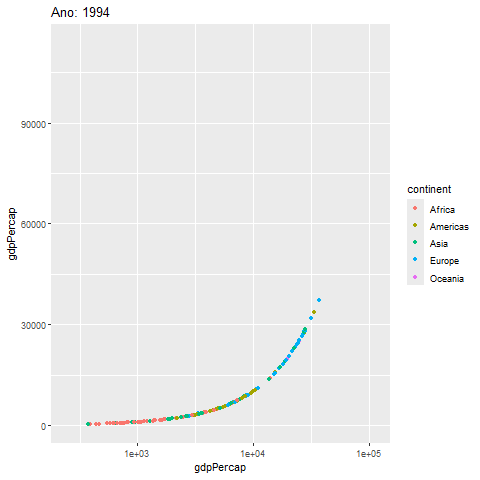 Ano: 1994
90000
60000
30000
0
gdpPercap
1e+03 1e+04 1e+05
gdpPercap
continent
Africa
Americas
Asia
Europe
Oceania